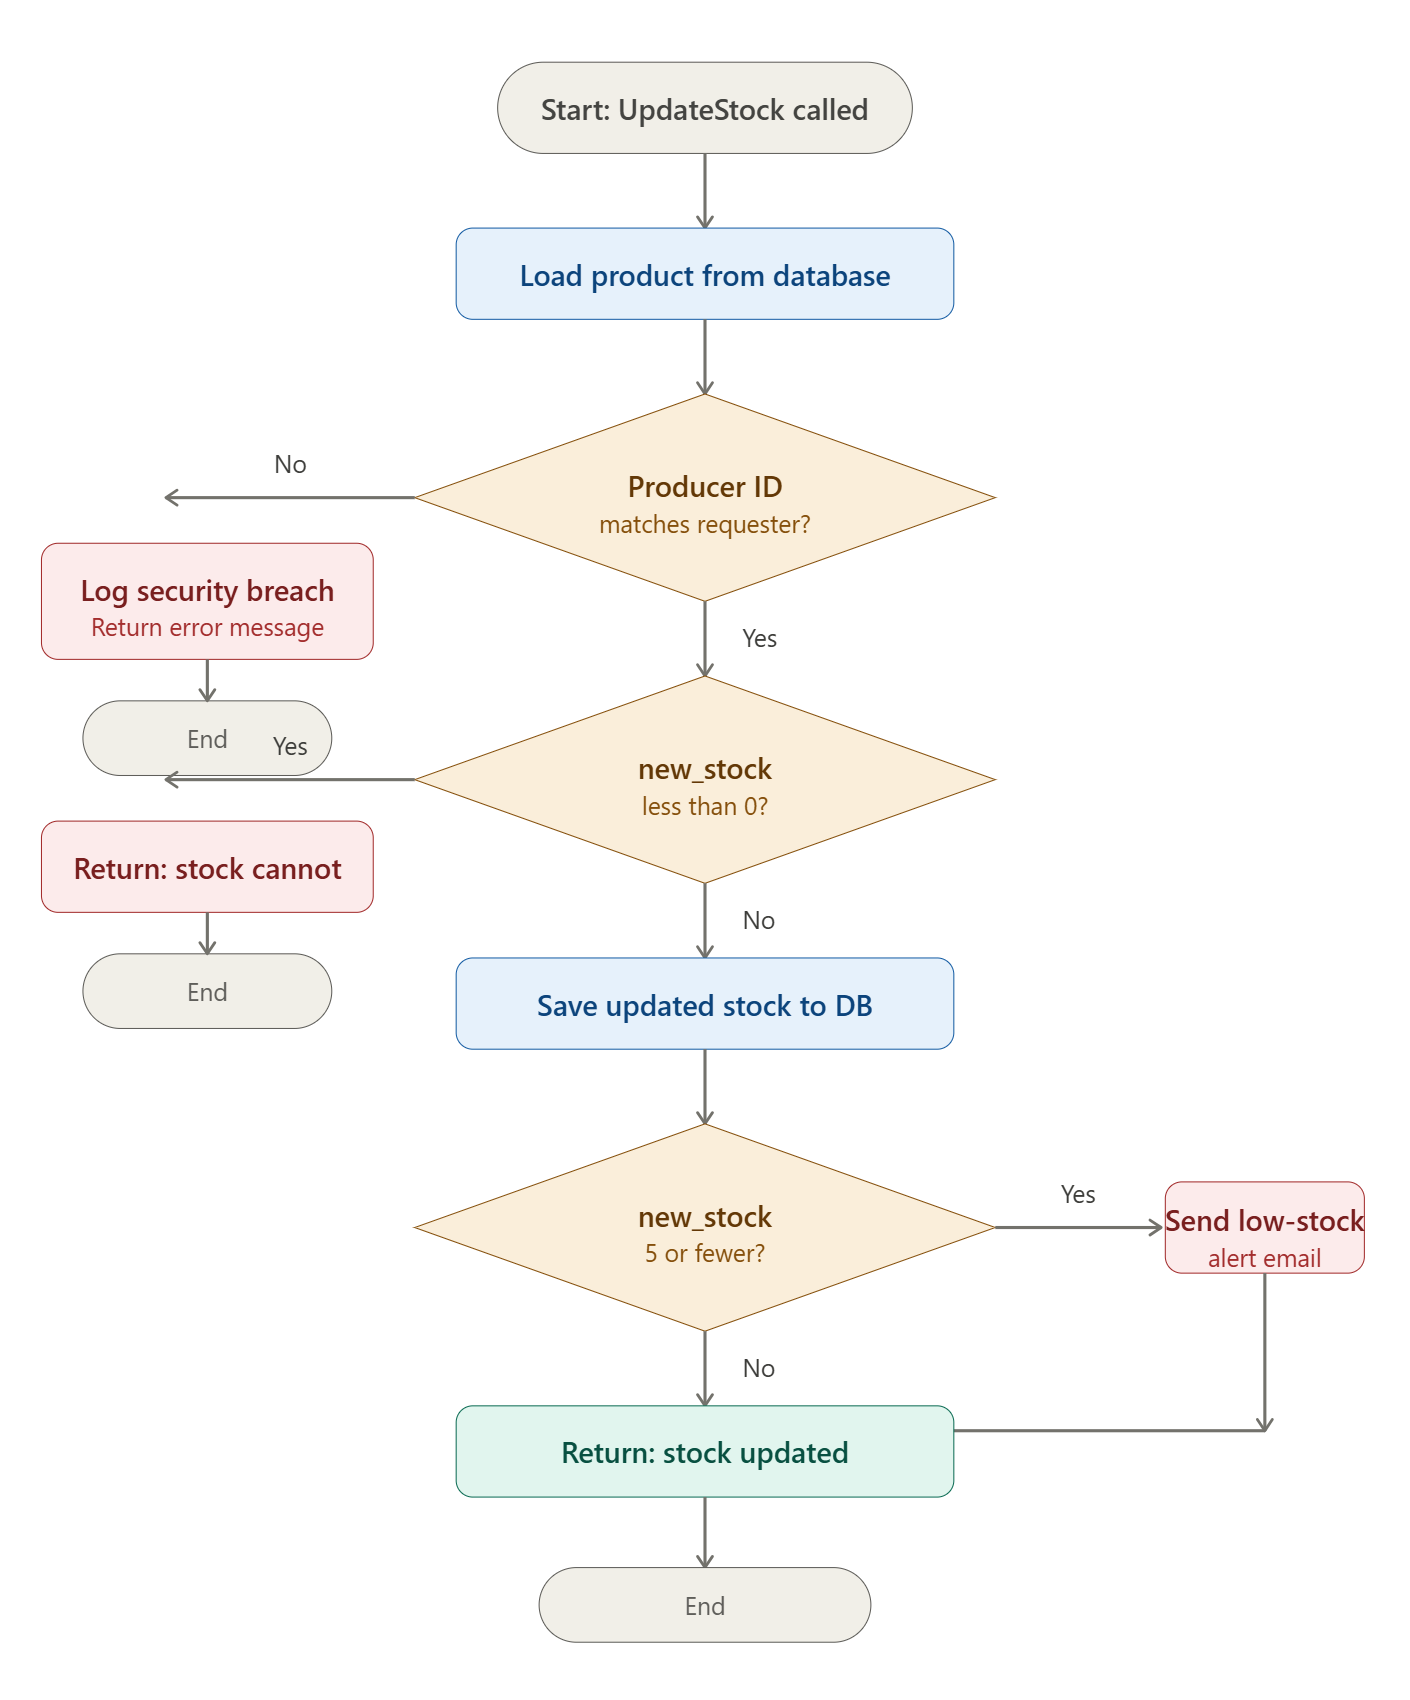 Start: UpdateStock called
Load product from database
No
Producer ID
matches requester?
Log security breach
Return error message
Yes
End
Yes
new_stock
less than 0?
Return: stock cannot
No
End
Save updated stock to DB
Yes
new_stock
5 or fewer?
Send low-stock
alert email
No
Return: stock updated
End